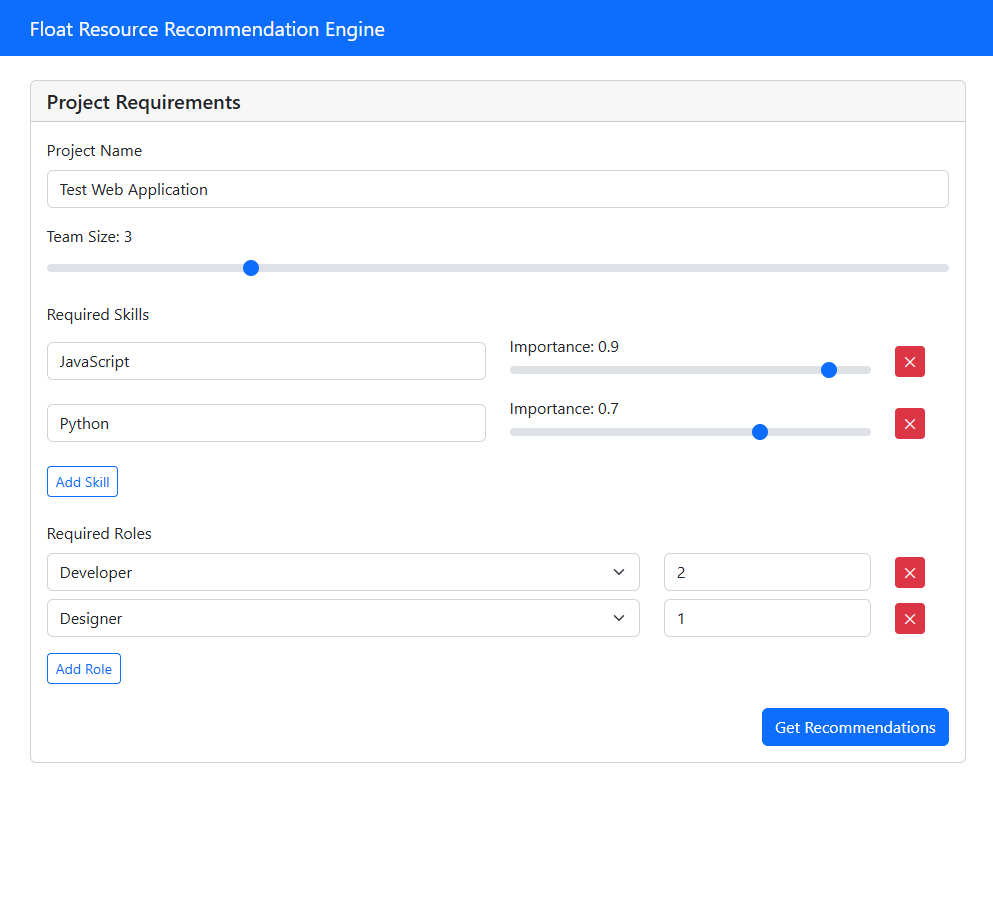 Float Resource Recommendation Engine
Project Requirements
Project Name
Test Web Application
Team Size: 3
Required Skills
JavaScript
Importance: 0.9
Python
Importance: 0.7
Add Skill
Required Roles
Developer
2
Designer
1
Add Role
Get Recommendations